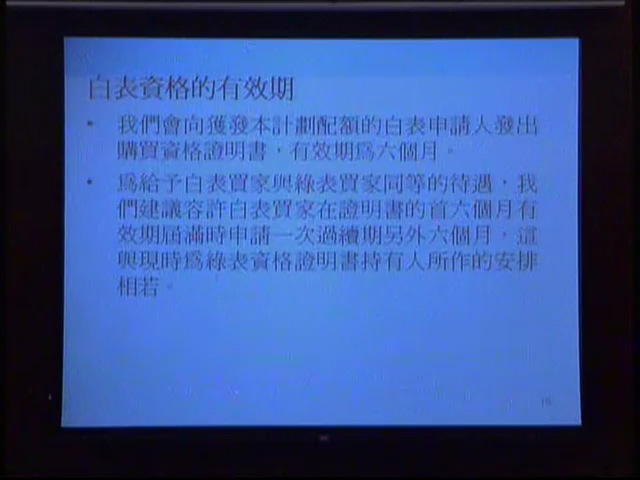 白表資格的有效期
• 我們會向獲發本計劃配額的白表申請人發出
購買資格證明書，有效期為六個月。
• 為給予白表買家與綠表買家同等的待遇，我
們建議容許白表買家在證明書的首六個月有
效期屆滿時申請一次過續期另外六個月，這
與現時為綠表資格證明書持有人所作的安排
相若。